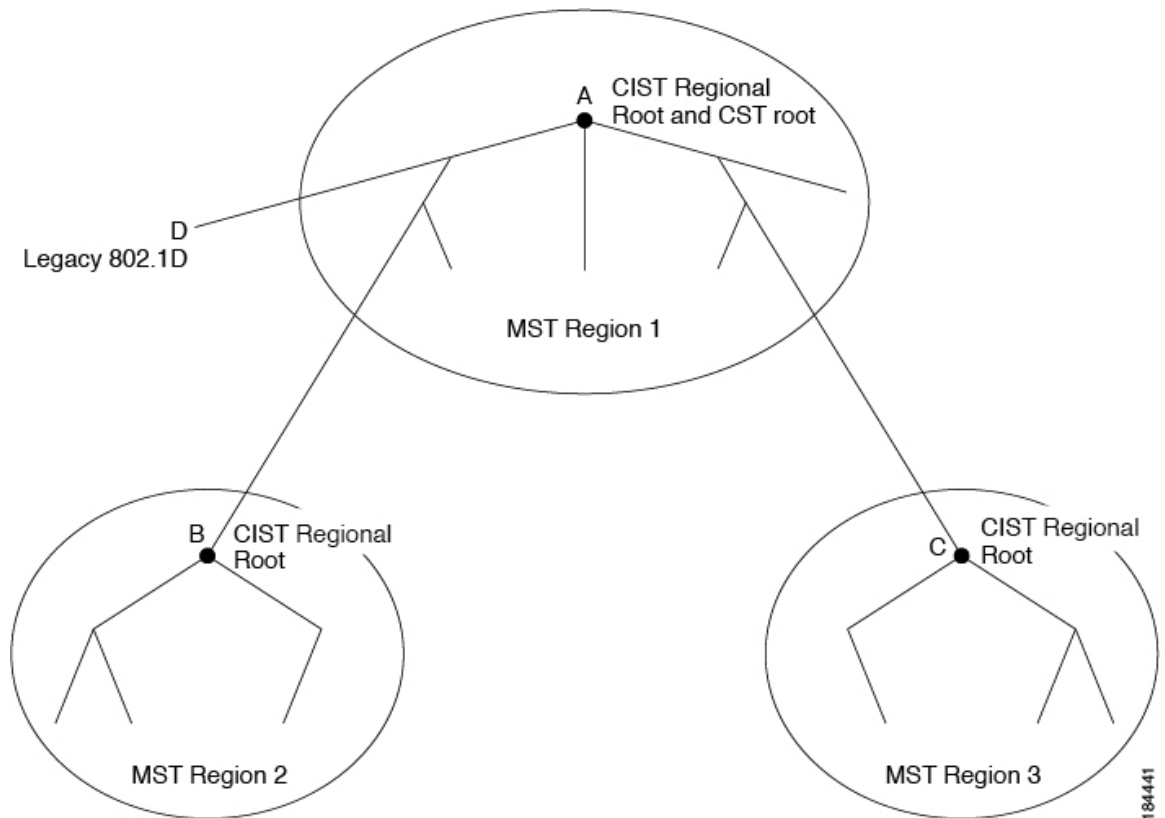 A
CIST Regional
Root and CST root
D
Legacy 802.1D
MST Region 1
B
CIST Regional
Root
C
CIST Regional
Root
MST Region 2
MST Region 3
184441